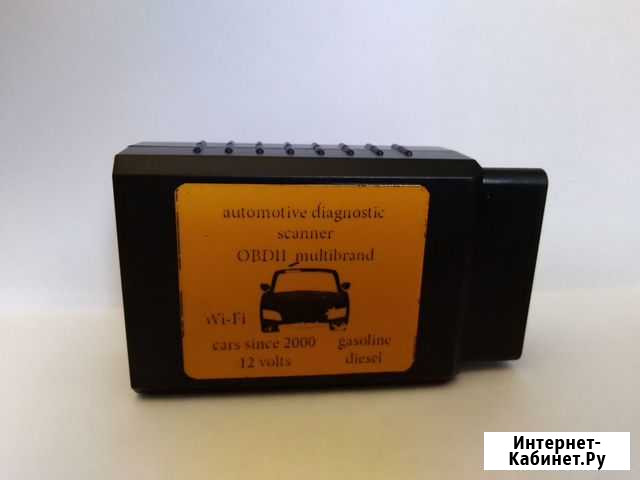 automotive diagnostic
scanner
OBDII multibrand
Wi-Fi
cars since 2000 gasoline
12 volts diesel
Интернет-
Кабинет.Ру